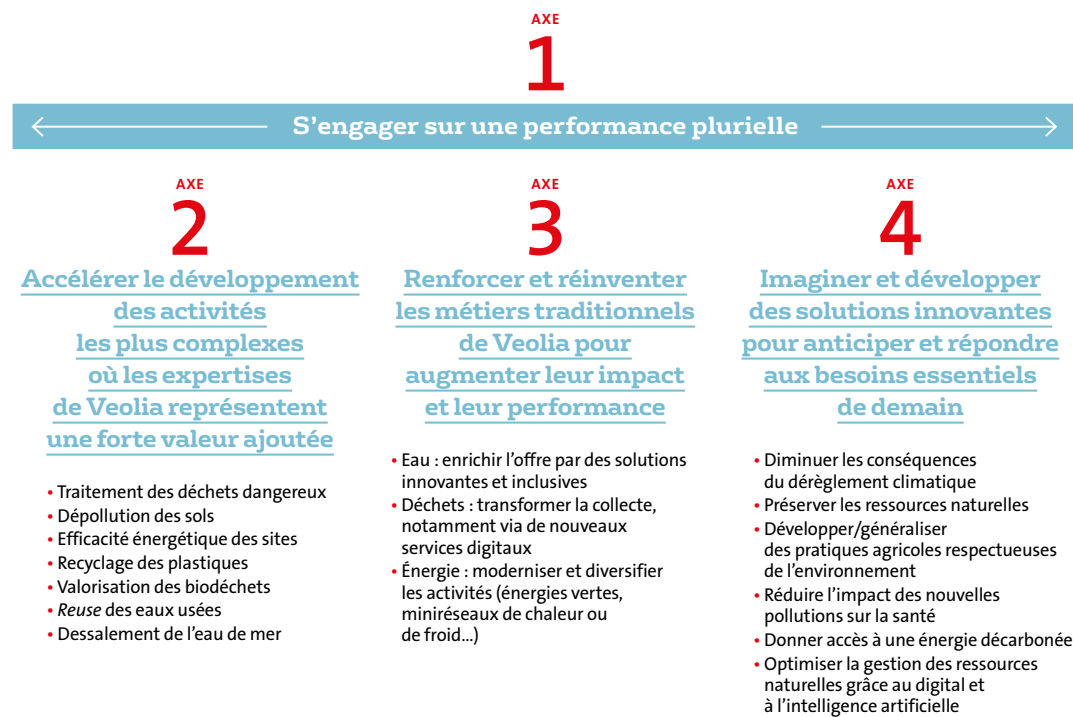 AXE
1
S’engager sur une performance plurielle
AXE
2
Accélérer le développement
des activités
les plus complexes
où les expertises
de Veolia représentent
une forte valeur ajoutée
• Traitement des déchets dangereux
• Dépollution des sols
• Efficacité énergétique des sites
• Recyclage des plastiques
• Valorisation des biodéchets
• Reuse des eaux usées
• Dessalement de l’eau de mer
AXE
3
Renforcer et réinventer
les métiers traditionnels
de Veolia pour
augmenter leur impact
et leur performance
• Eau : enrichir l’offre par des solutions
innovantes et inclusives
• Déchets : transformer la collecte,
notamment via de nouveaux
services digitaux
• Énergie : moderniser et diversifier
les activités (énergies vertes,
miniréseaux de chaleur ou
de froid…)
AXE
4
Imaginer et développer
des solutions innovantes
pour anticiper et répondre
aux besoins essentiels
de demain
• Diminuer les conséquences
du dérèglement climatique
• Préserver les ressources naturelles
• Développer/généraliser
des pratiques agricoles respectueuses
de l’environnement
• Réduire l’impact des nouvelles
pollutions sur la santé
• Donner accès à une énergie décarbonée
• Optimiser la gestion des ressources
naturelles grâce au digital et
à l’intelligence artificielle